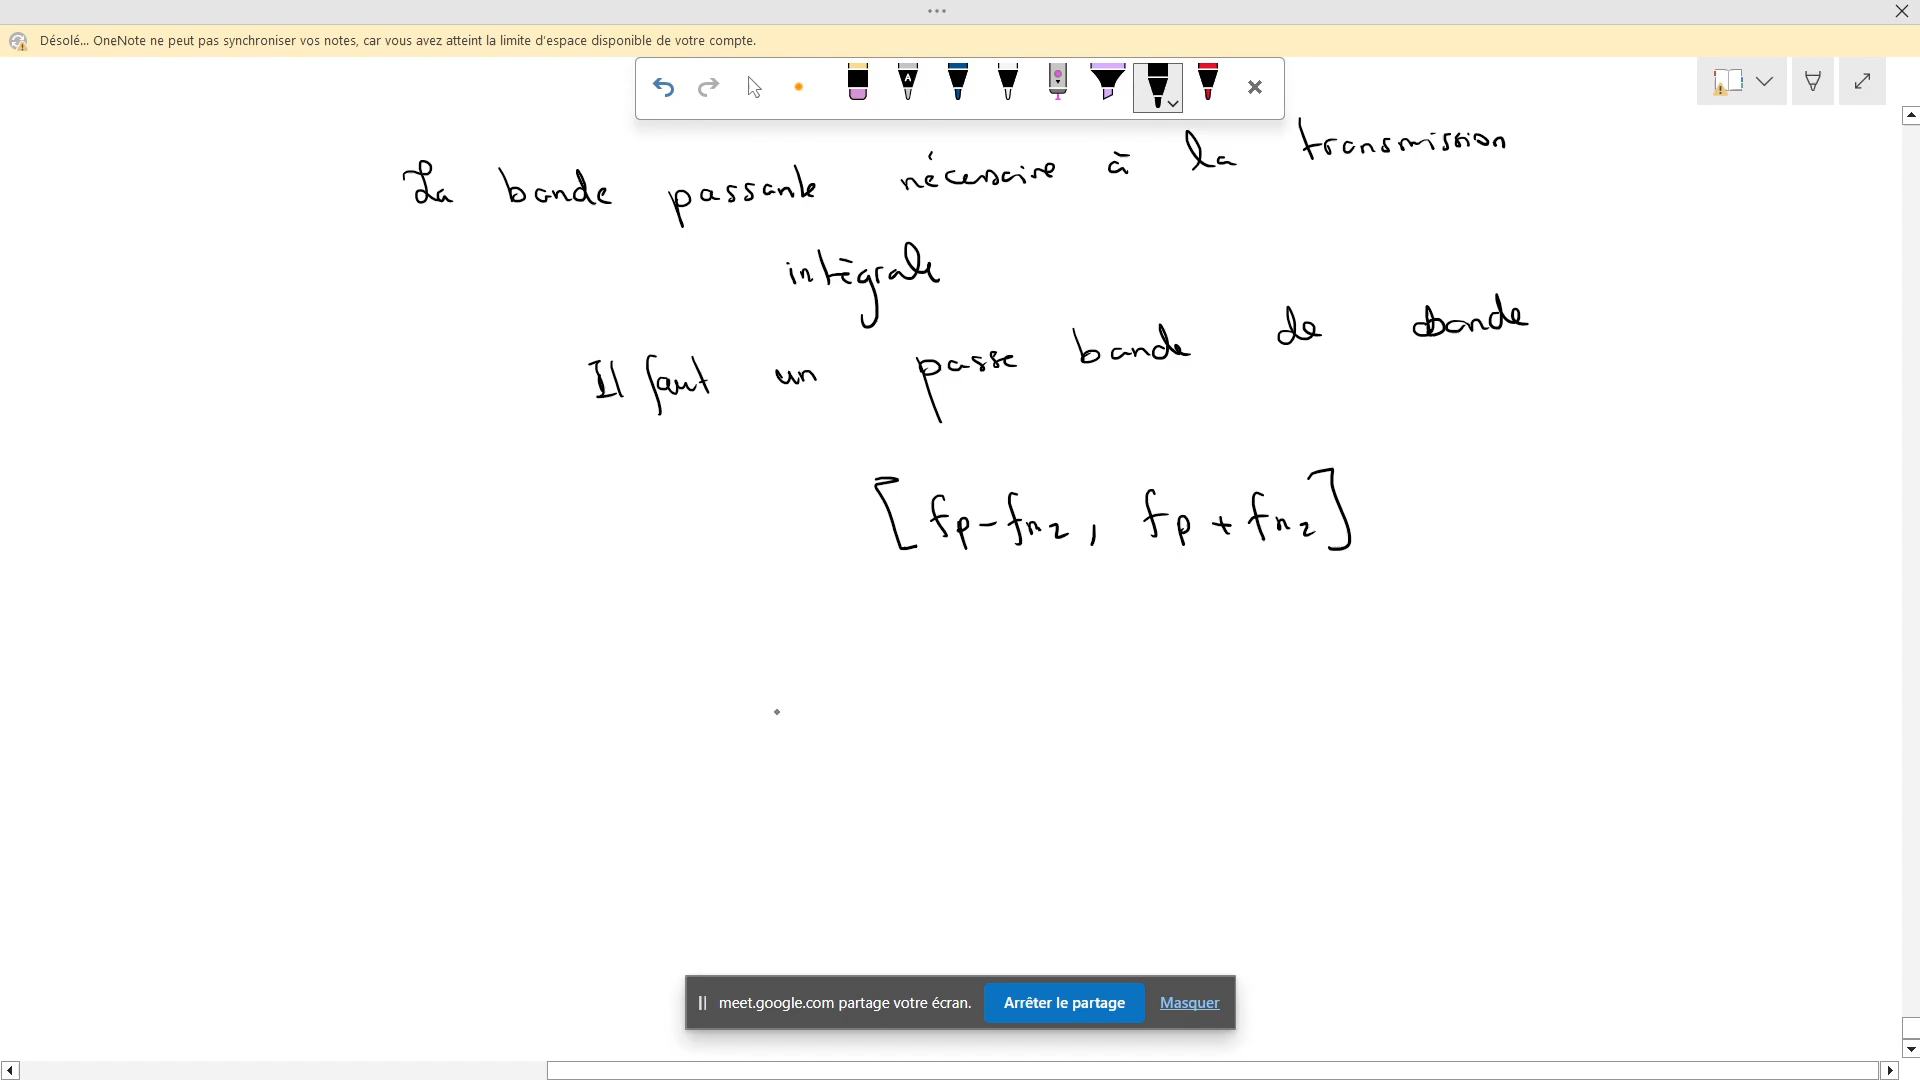 Désolé... OneNote ne peut pas synchroniser vos notes, car vous avez atteint la limite d'espace disponible de votre compte.
La bande passante nécessaire à la transmission
intégrale
Il faut un passe bande de bande
[fp-fm2, fp+fm2]
meet.google.com partage votre écran. Arrêter le partage Masquer